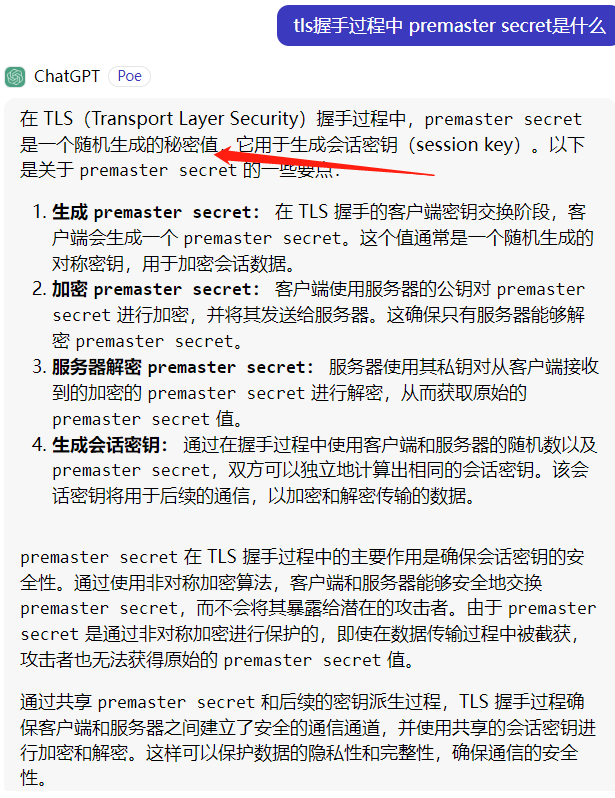 tls握手过程中 premaster secret是什么
ChatGPT Poe
在 TLS（Transport Layer Security）握手过程中，premaster secret
是一个随机生成的秘密值，它用于生成会话密钥（session key）。以下
是关于 premaster secret 的一些要点：
1. 生成 premaster secret： 在 TLS 握手的客户端密钥交换阶段，客
户端会生成一个 premaster secret。这个值通常是一个随机生成的
对称密钥，用于加密会话数据。
2. 加密 premaster secret： 客户端使用服务器的公钥对 premaster
secret 进行加密，并将其发送给服务器。这确保只有服务器能够解
密 premaster secret。
3. 服务器解密 premaster secret： 服务器使用其私钥对从客户端接收
到的加密的 premaster secret 进行解密，从而获取原始的
premaster secret 值。
4. 生成会话密钥： 通过在握手过程中使用客户端和服务器的随机数以及
premaster secret，双方可以独立地计算出相同的会话密钥。该会
话密钥将用于后续的通信，以加密和解密传输的数据。
premaster secret 在 TLS 握手过程中的主要作用是确保会话密钥的安
全性。通过使用非对称加密算法，客户端和服务器能够安全地交换
premaster secret，而不会将其暴露给潜在的攻击者。由于 premaster
secret 是通过非对称加密进行保护的，即使在数据传输过程中被截获，
攻击者也无法获得原始的 premaster secret 值。
通过共享 premaster secret 和后续的密钥派生过程，TLS 握手过程确
保客户端和服务器之间建立了安全的通信通道，并使用共享的会话密钥进
行加密和解密。这样可以保护数据的隐私性和完整性，确保通信的安全
性。